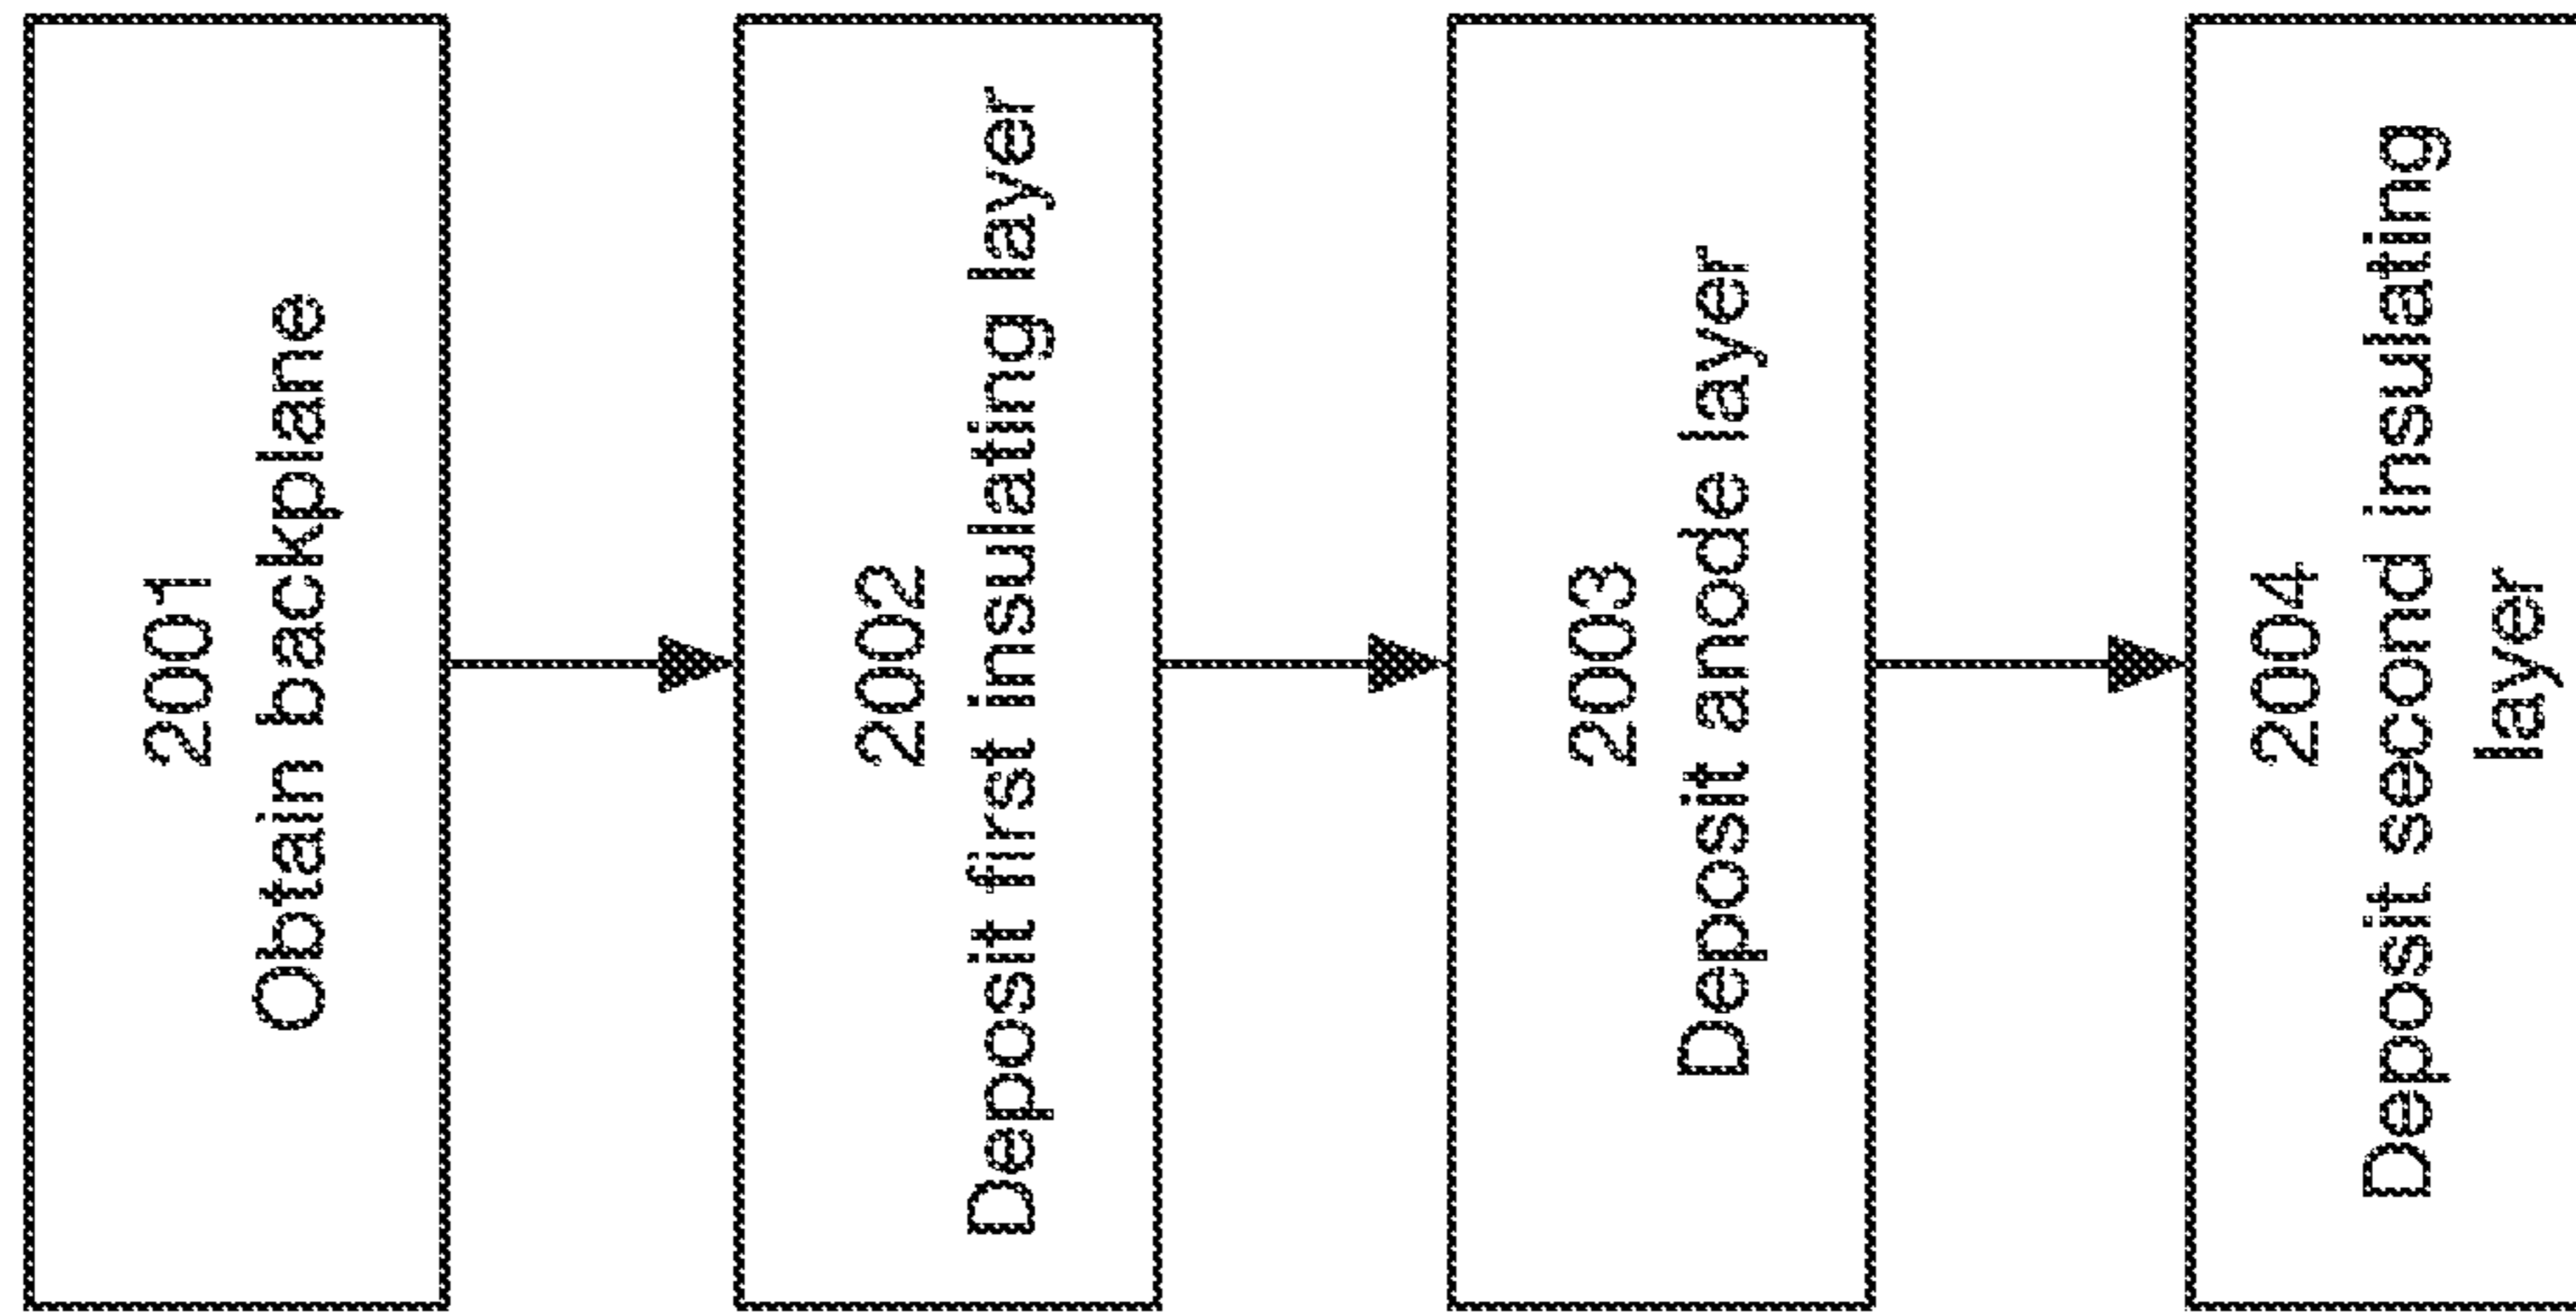 2001
Obtain backplane
2002
Deposit first insulating layer
2003
Deposit anode layer
2004
Deposit second insulating
layer